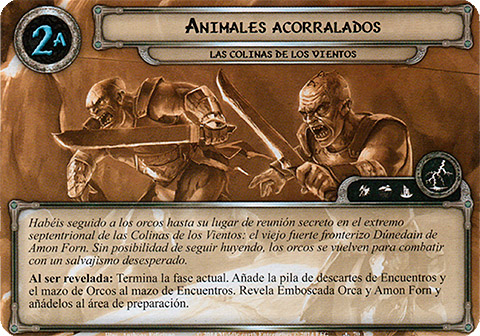 2A
Animales acorralados
Las Colinas de los Vientos
Habéis seguido a los orcos hasta su lugar de reunión secreto en el extremo
septentrional de las Colinas de los Vientos: el viejo fuerte fronterizo Dúnedain de
Amon Forn. Sin posibilidad de seguir huyendo, los orcos se vuelven para combatir
con un salvajismo desesperado.
Al ser revelada: Termina la fase actual. Añade la pila de descartes de Encuentros y
el mazo de Orcos al mazo de Encuentros. Revela Emboscada Orca y Amon Forn y
añádelos al área de preparación.